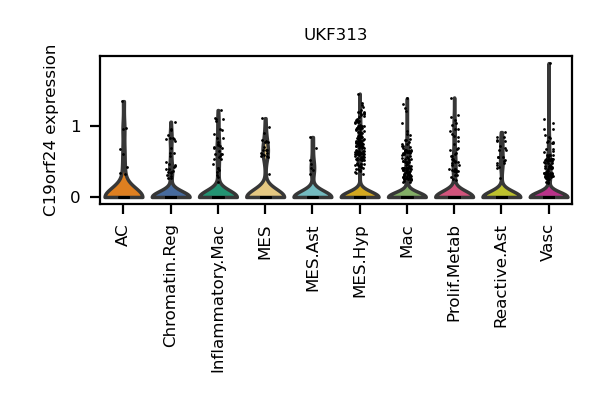 UKF313
C19orf24 expression
1
0
AC
Chromatin.Reg
Inflammatory.Mac
MES
MES.Ast
MES.Hyp
Mac
Prolif.Metab
Reactive.Ast
Vasc